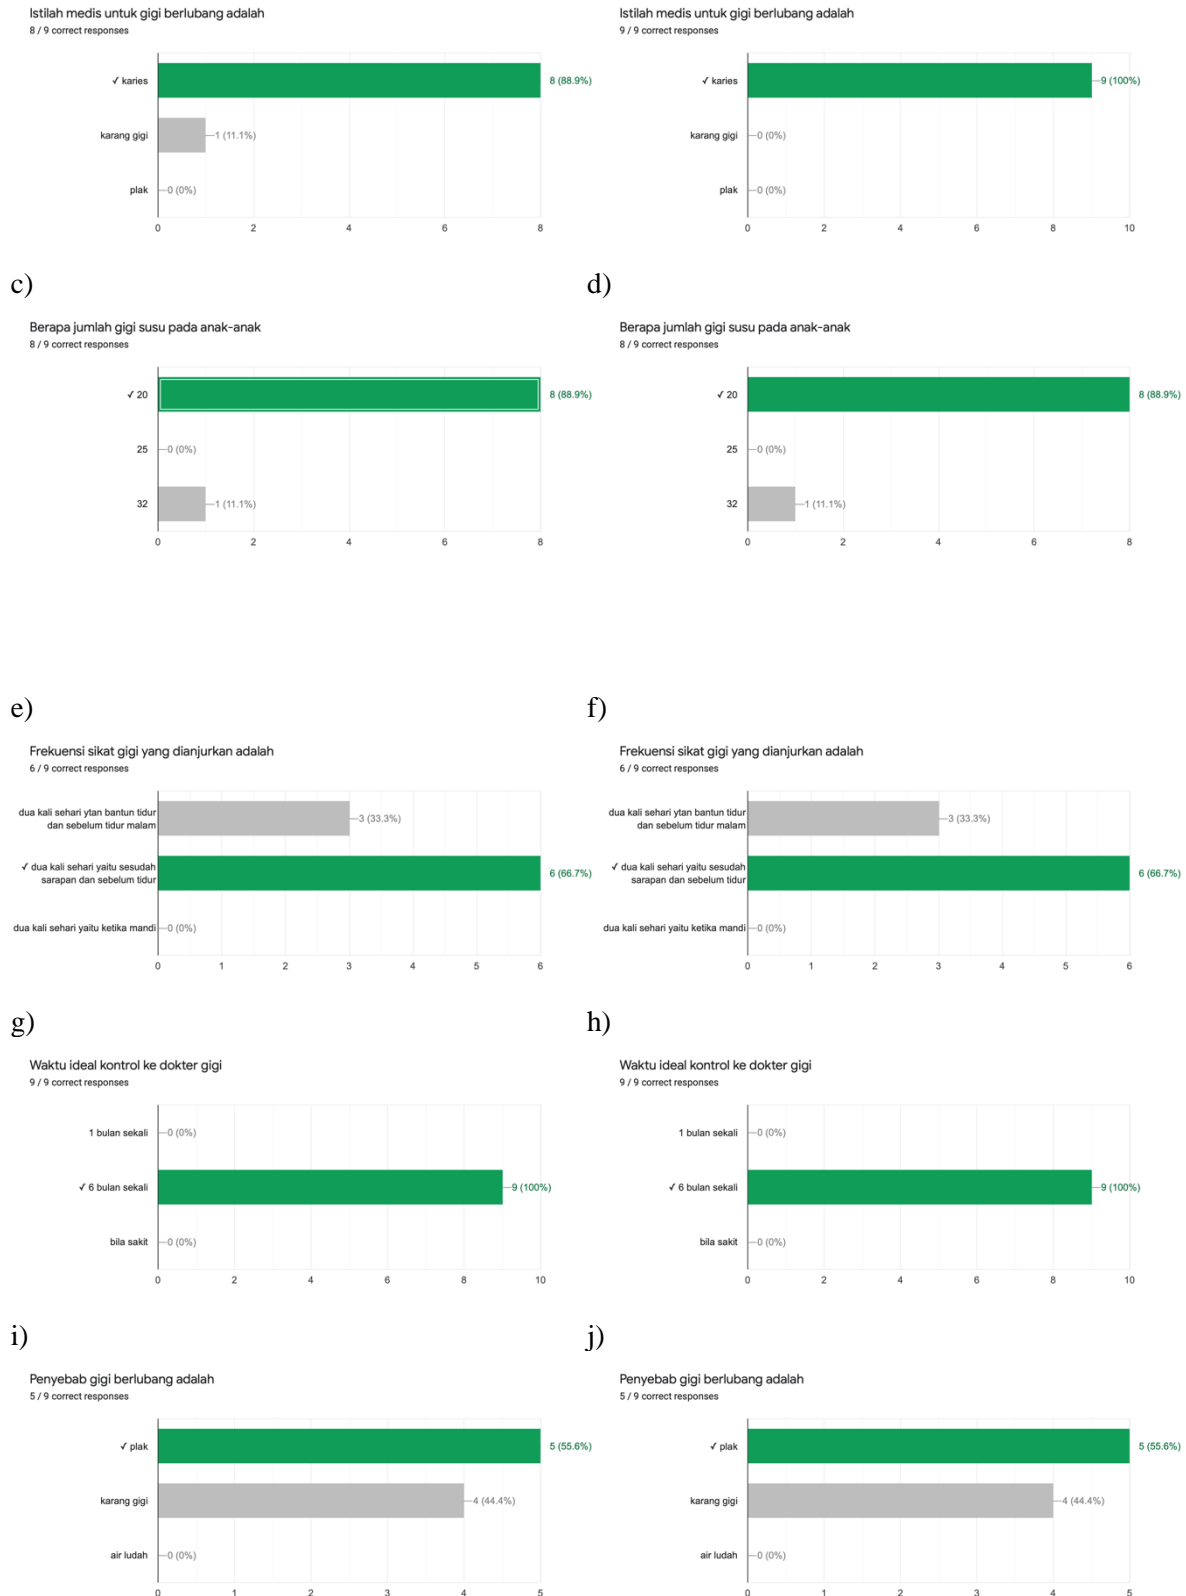 Istilah medis untuk gigi berlubang adalah
8 / 9 correct responses
✓ karies
8 (88.9%)
karang gigi
1 (11.1%)
plak
0 (0%)
0 2 4 6 8
Istilah medis untuk gigi berlubang adalah
9 / 9 correct responses
✓ karies
9 (100%)
karang gigi
0 (0%)
plak
0 (0%)
0 2 4 6 8 10
c)
d)
Berapa jumlah gigi susu pada anak-anak
8 / 9 correct responses
✓ 20
8 (88.9%)
25
0 (0%)
32
1 (11.1%)
0 2 4 6 8
Berapa jumlah gigi susu pada anak-anak
8 / 9 correct responses
✓ 20
8 (88.9%)
25
0 (0%)
32
1 (11.1%)
0 2 4 6 8
e)
f)
Frekuensi sikat gigi yang dianjurkan adalah
6 / 9 correct responses
dua kali sehari ytan bantun tidur
dan sebelum tidur malam
3 (33.3%)
✓ dua kali sehari yaitu sesudah
sarapan dan sebelum tidur
6 (66.7%)
dua kali sehari yaitu ketika mandi
0 (0%)
0 1 2 3 4 5 6
Frekuensi sikat gigi yang dianjurkan adalah
6 / 9 correct responses
dua kali sehari ytan bantun tidur
dan sebelum tidur malam
3 (33.3%)
✓ dua kali sehari yaitu sesudah
sarapan dan sebelum tidur
6 (66.7%)
dua kali sehari yaitu ketika mandi
0 (0%)
0 1 2 3 4 5 6
g)
h)
Waktu ideal kontrol ke dokter gigi
9 / 9 correct responses
1 bulan sekali
0 (0%)
✓ 6 bulan sekali
9 (100%)
bila sakit
0 (0%)
0 2 4 6 8 10
Waktu ideal kontrol ke dokter gigi
9 / 9 correct responses
1 bulan sekali
0 (0%)
✓ 6 bulan sekali
9 (100%)
bila sakit
0 (0%)
0 2 4 6 8 10
i)
j)
Penyebab gigi berlubang adalah
5 / 9 correct responses
✓ plak
5 (55.6%)
karang gigi
4 (44.4%)
air ludah
0 (0%)
0 1 2 3 4 5
Penyebab gigi berlubang adalah
5 / 9 correct responses
✓ plak
5 (55.6%)
karang gigi
4 (44.4%)
air ludah
0 (0%)
0 1 2 3 4 5